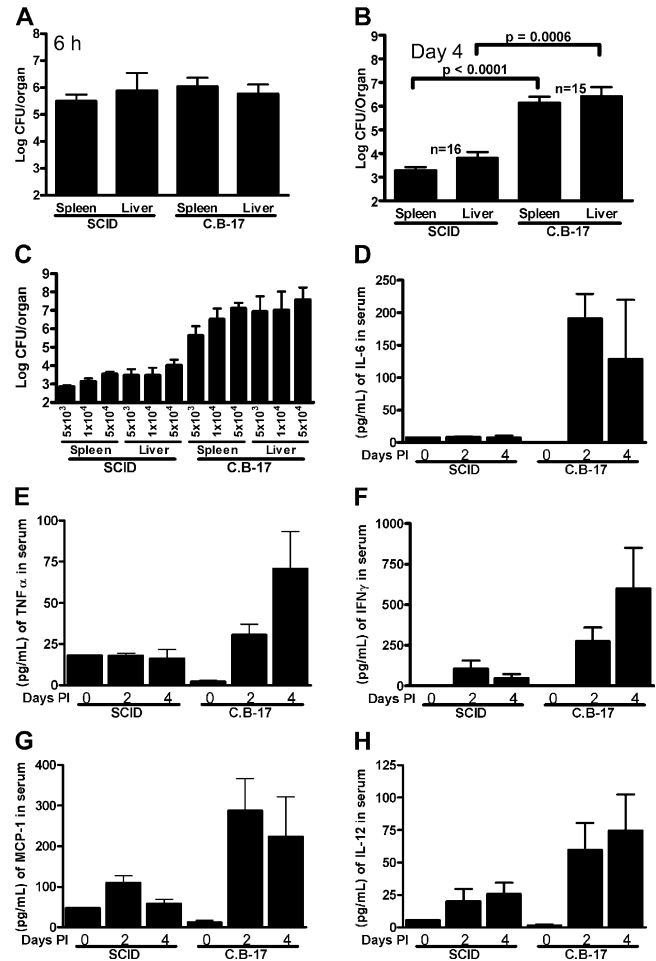 A
6 h
Log CFU/organ
8
7
6
5
4
3
2
Spleen Liver Spleen Liver
SCID C.B-17
B
Day 4
p = 0.0006
p < 0.0001
n=15
n=16
Log CFU/Organ
9
8
7
6
5
4
3
2
Spleen Liver Spleen Liver
SCID C.B-17
C
Log CFU/organ
9
8
7
6
5
4
3
2
5x10³ 1x10⁴ 5x10⁴ 5x10³ 1x10⁴ 5x10⁴ 5x10³ 1x10⁴ 5x10⁴ 5x10³ 1x10⁴ 5x10⁴
Spleen Liver Spleen Liver
SCID C.B-17
D
(pg/mL) of IL-6 in serum
250
200
150
100
50
0
Days PI 0 2 4 0 2 4
SCID C.B-17
E
(pg/mL) of TNFα in serum
100
75
50
25
0
Days PI 0 2 4 0 2 4
SCID C.B-17
F
(pg/mL) of IFNγ in serum
1000
750
500
250
0
Days PI 0 2 4 0 2 4
SCID C.B-17
G
(pg/mL) of MCP-1 in serum
400
300
200
100
0
Days PI 0 2 4 0 2 4
SCID C.B-17
H
(pg/mL) of IL-12 in serum
125
100
75
50
25
0
Days PI 0 2 4 0 2 4
SCID C.B-17